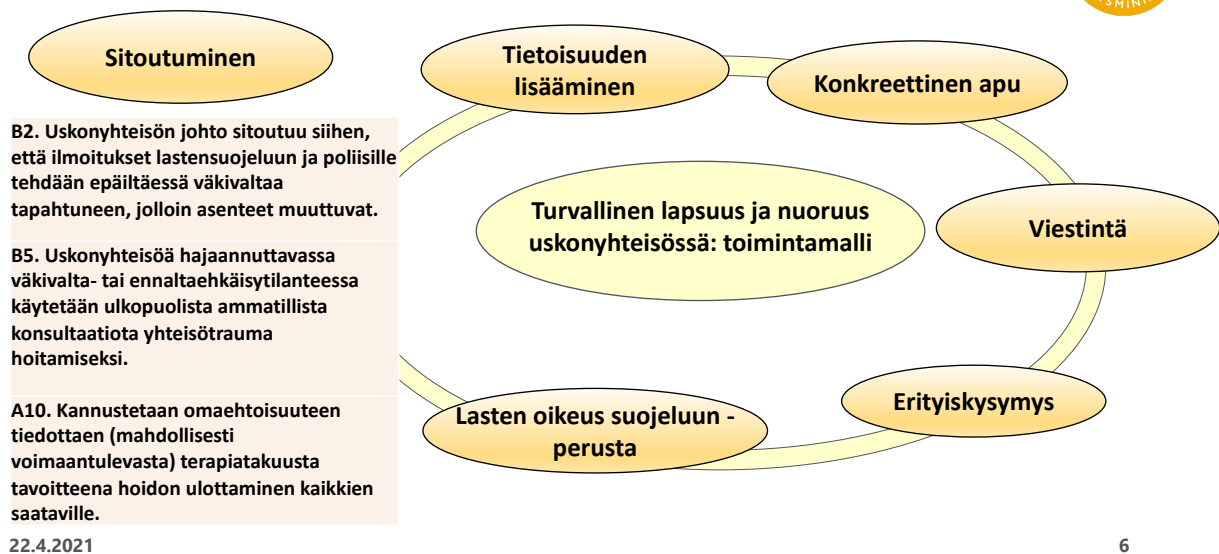 SMINI
Sitoutuminen
Tietoisuuden
lisääminen
Konkreettinen apu
B2. Uskonyhteisön johto sitoutuu siihen,
että ilmoitukset lastensuojeluun ja poliisille
tehdään epäiltäessä väkivaltaa
tapahtuneen, jolloin asenteet muuttuvat.
Turvallinen lapsuus ja nuoruus
uskonyhteisössä: toimintamalli
Viestintä
B5. Uskonyhteisöä hajaannuttavassa
väkivalta- tai ennaltaehkäisytilanteessa
käytetään ulkopuolista ammatillista
konsultaatiota yhteisötrauma
hoitamiseksi.
A10. Kannustetaan omaehtoisuuteen
tiedottaen (mahdollisesti
voimaantulevasta) terapiatakuusta
tavoitteena hoidon ulottaminen kaikkien
saataville.
Lasten oikeus suojeluun -
perusta
Erityiskysymys
22.4.2021
6